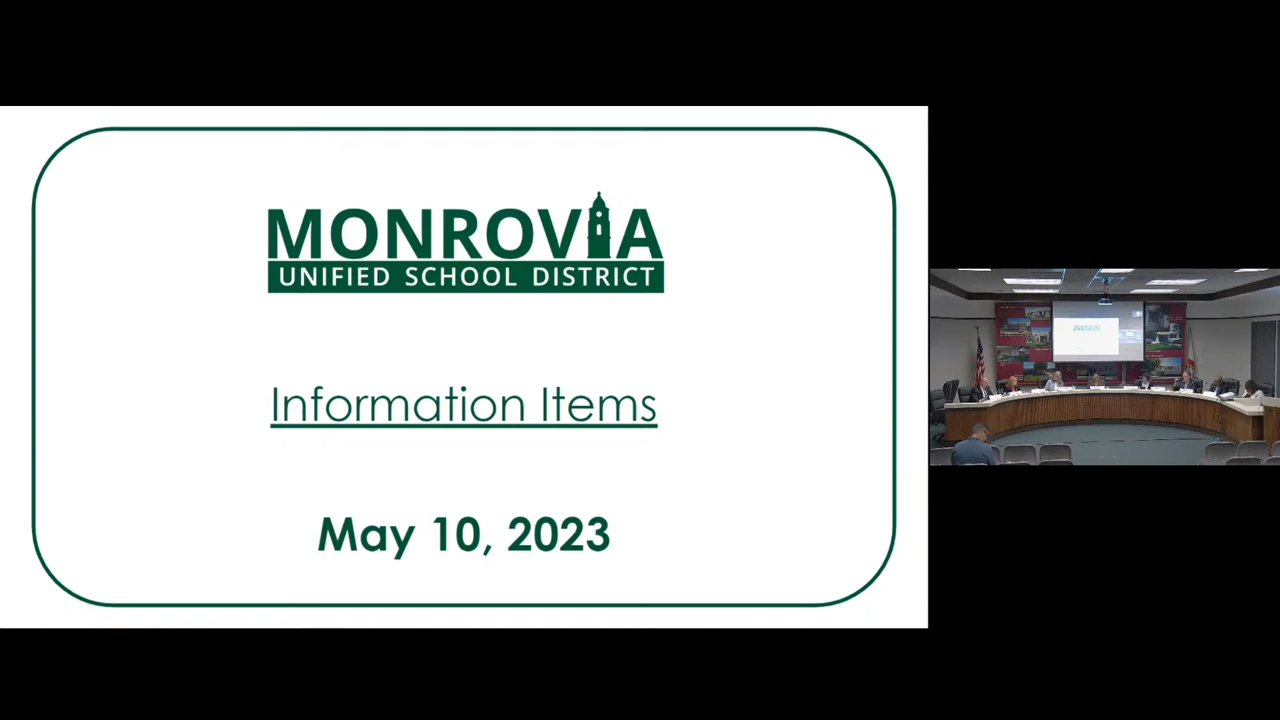 MONROVIA
UNIFIED SCHOOL DISTRICT
Information Items
May 10, 2023